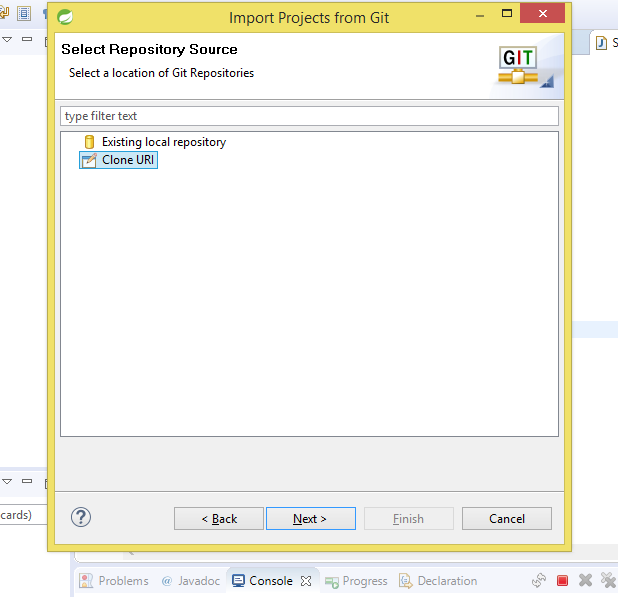 Import Projects from Git
Select Repository Source
Select a location of Git Repositories
GIT
type filter text
Existing local repository
Clone URI
cards)
?
< Back
Next >
Finish
Cancel
Problems
@ Javadoc
Console
Progress
Declaration